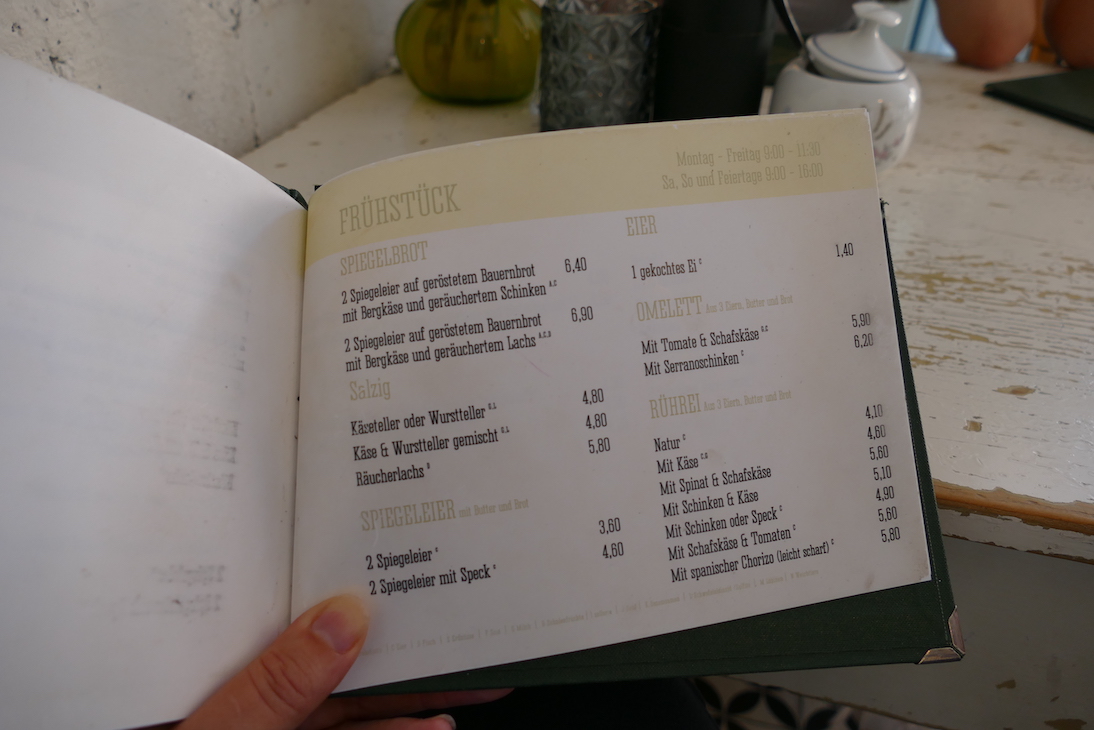 FRÜHSTÜCK
Montag - Freitag 9:00 - 11:30
Sa, So und Feiertage 9:00 - 16:00
SPIEGELBROT
2 Spiegeleier auf geröstetem Bauernbrot 6,40
mit Bergkäse und geräuchertem Schinken
2 Spiegeleier auf geröstetem Bauernbrot 6,90
mit Bergkäse und geräuchertem Lachs
Salzig
Käseteller oder Wurstteller 4,80
Käse & Wurstteller gemischt 4,80
Räucherlachs 5,80
SPIEGELEIER mit Butter und Brot
2 Spiegeleier 3,60
2 Spiegeleier mit Speck 4,60
EIER
1 gekochtes Ei 1,40
OMELETT Aus 3 Eiern, Butter und Brot
Mit Tomate & Schafskäse 5,90
Mit Serranoschinken 6,20
RÜHREI Aus 3 Eiern, Butter und Brot
Natur 4,10
Mit Käse 4,60
Mit Spinat & Schafskäse 5,60
Mit Schinken & Käse 5,10
Mit Schinken oder Speck 4,90
Mit Schafskäse & Tomaten 5,60
Mit spanischer Chorizo (leicht scharf) 5,80